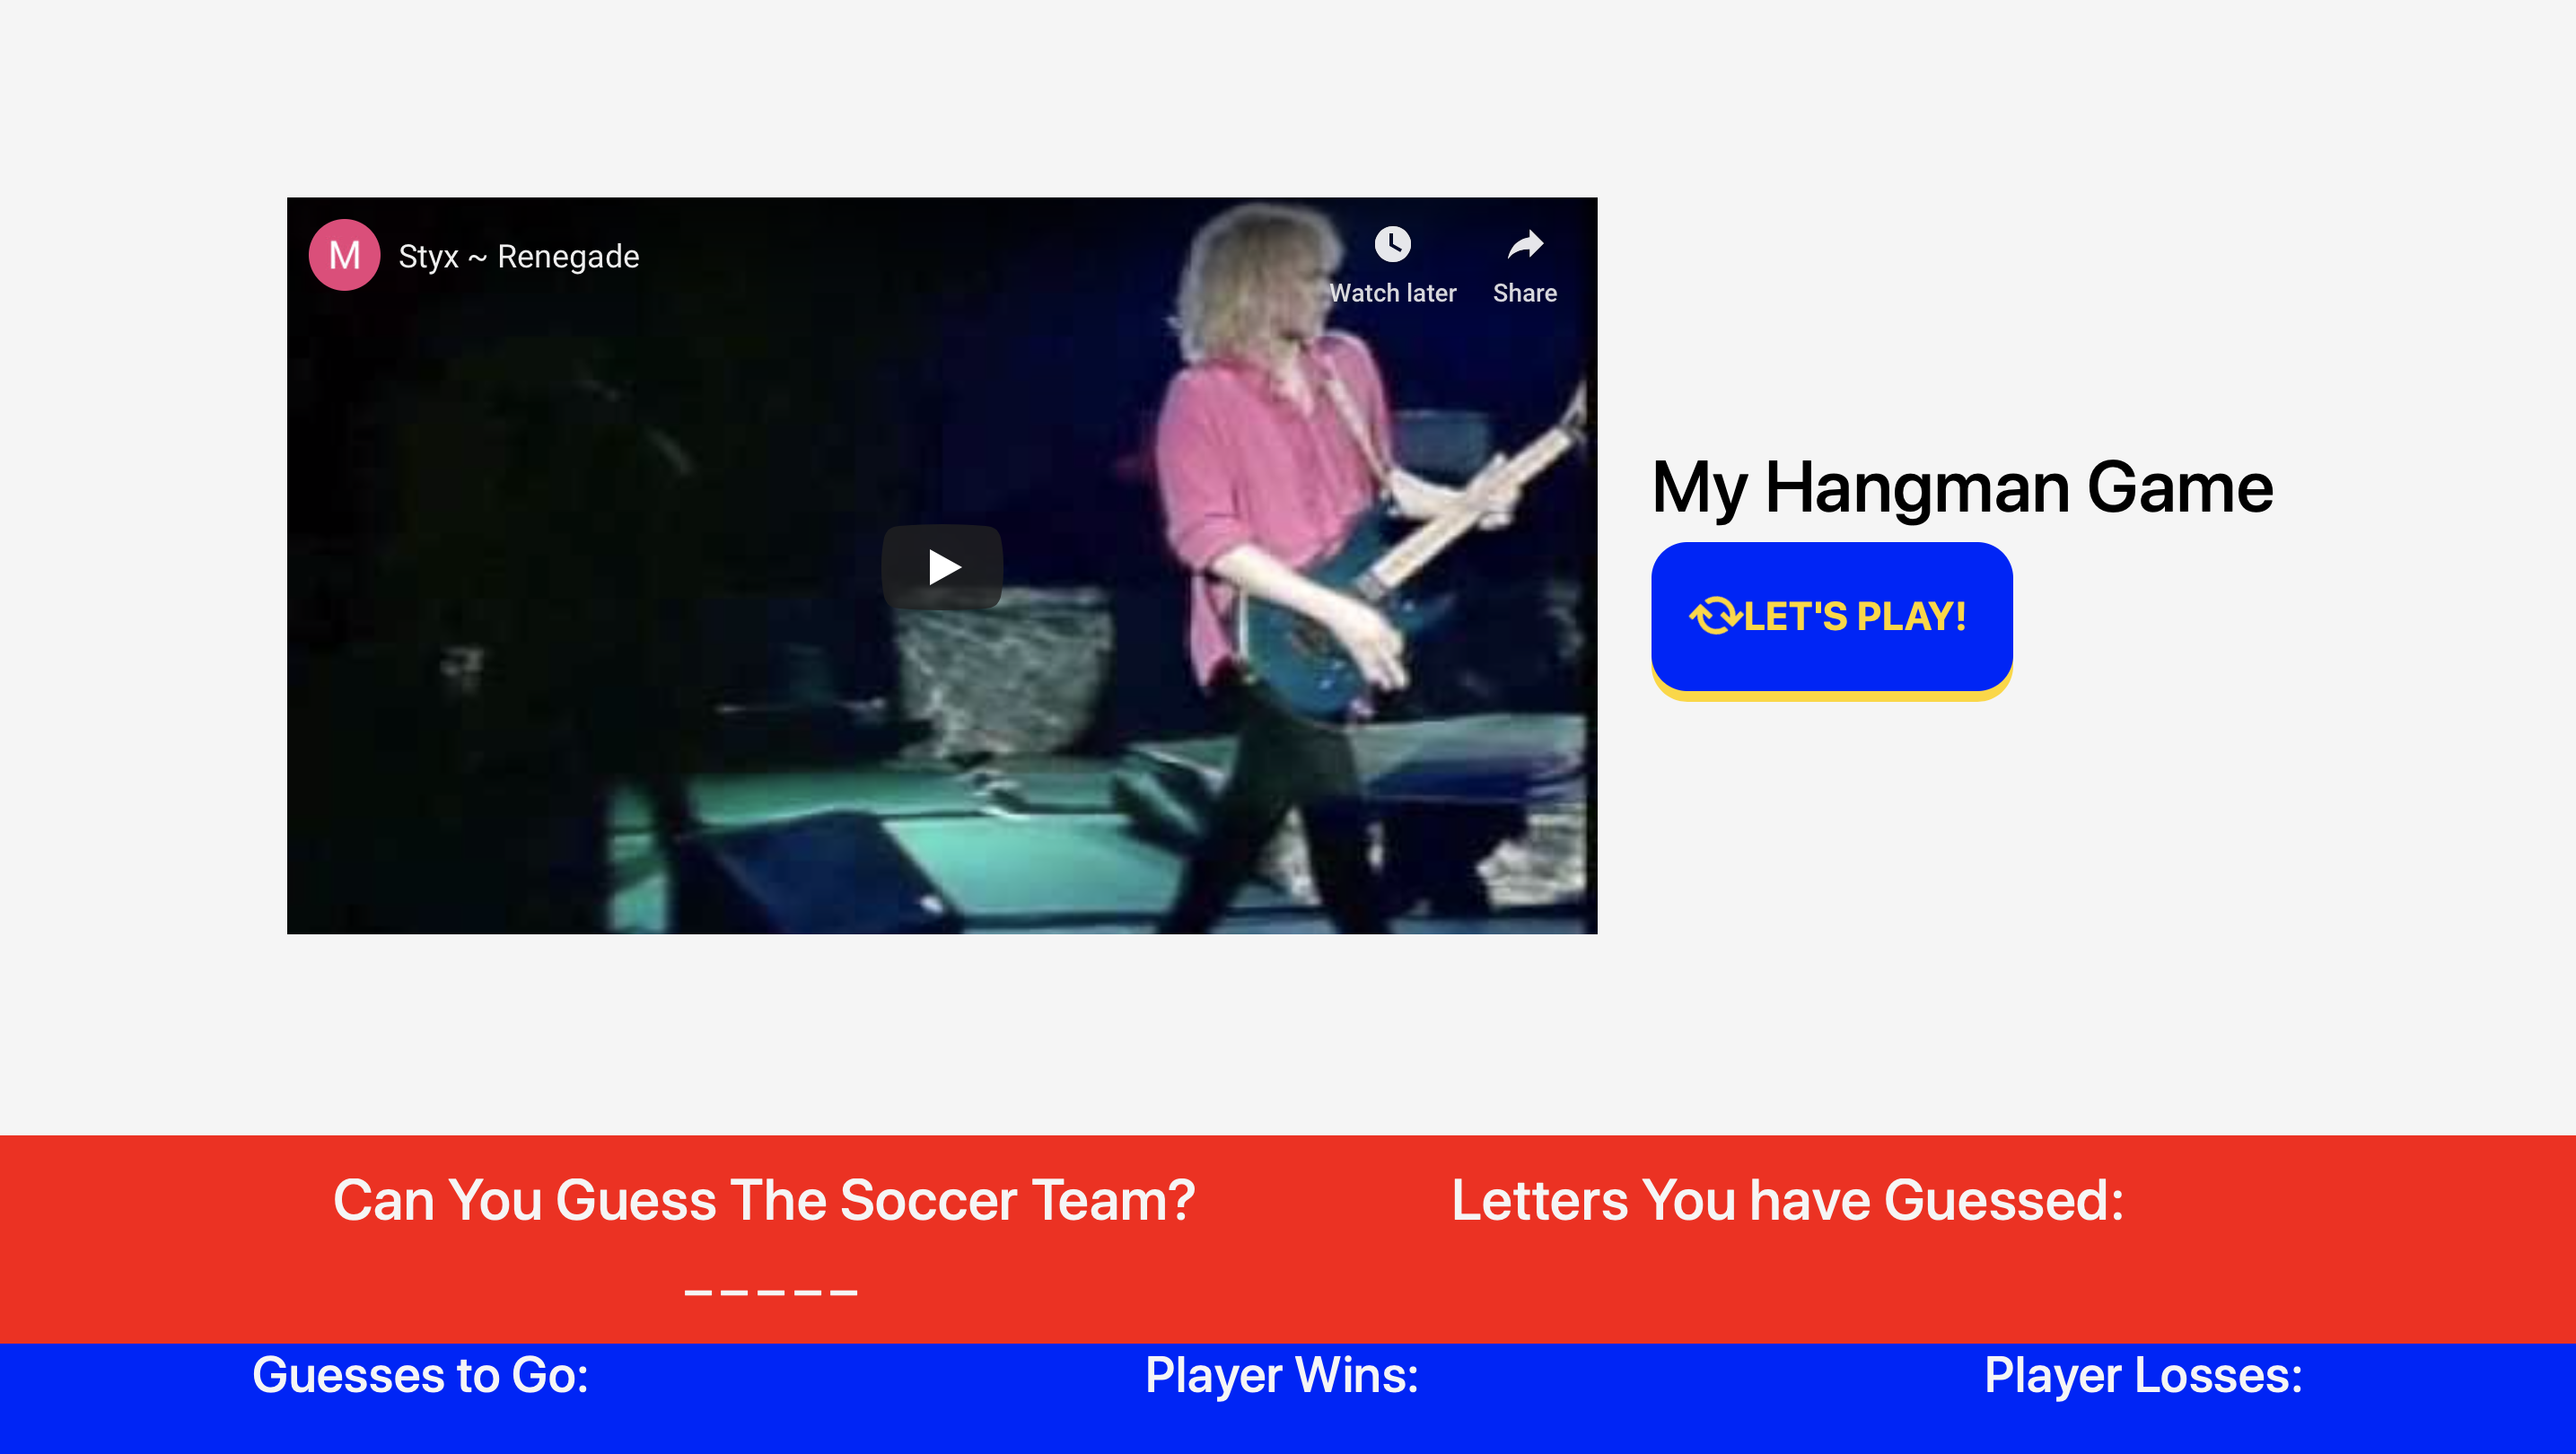 M
Styx ~ Renegade
Watch later
Share
My Hangman Game
LET'S PLAY!
Can You Guess The Soccer Team?
Letters You have Guessed:
_ _ _ _ _
Guesses to Go:
Player Wins:
Player Losses: